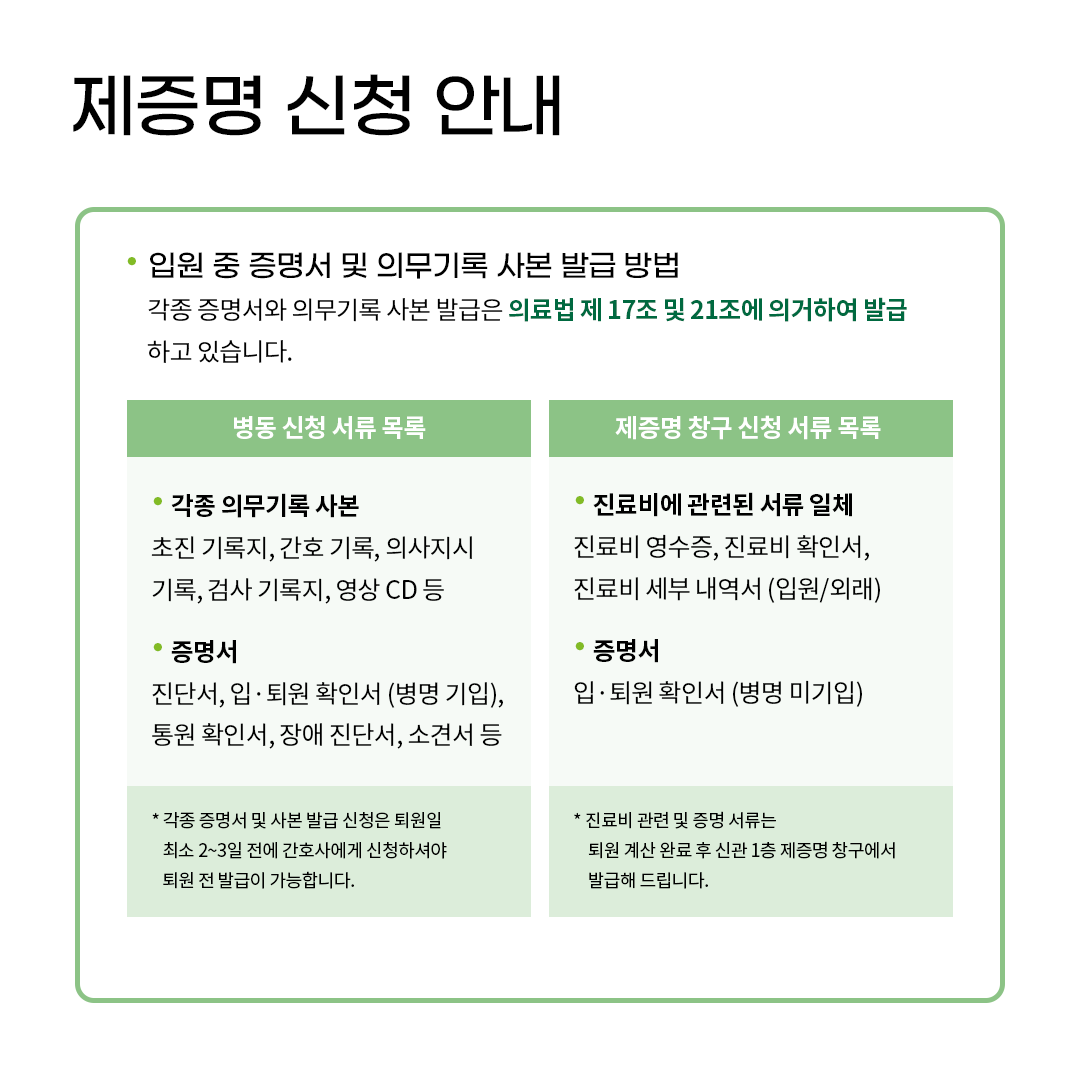 제증명 신청 안내
• 입원 중 증명서 및 의무기록 사본 발급 방법
각종 증명서와 의무기록 사본 발급은 의료법 제 17조 및 21조에 의거하여 발급
하고 있습니다.
병동 신청 서류 목록
• 각종 의무기록 사본
초진 기록지, 간호 기록, 의사지시
기록, 검사 기록지, 영상 CD 등
• 증명서
진단서, 입·퇴원 확인서 (병명 기입),
통원 확인서, 장애 진단서, 소견서 등
* 각종 증명서 및 사본 발급 신청은 퇴원일
최소 2~3일 전에 간호사에게 신청하셔야
퇴원 전 발급이 가능합니다.
제증명 창구 신청 서류 목록
• 진료비에 관련된 서류 일체
진료비 영수증, 진료비 확인서,
진료비 세부 내역서 (입원/외래)
• 증명서
입·퇴원 확인서 (병명 미기입)
* 진료비 관련 및 증명 서류는
퇴원 계산 완료 후 신관 1층 제증명 창구에서
발급해 드립니다.